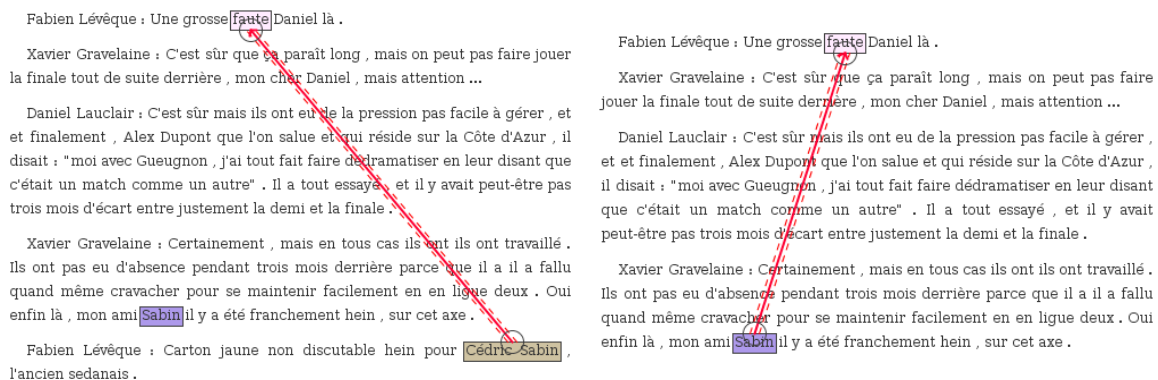 Fabien Lévêque : Une grosse faute Daniel là .
Xavier Gravelaine : C'est sûr que ça paraît long , mais on peut pas faire jouer
la finale tout de suite derrière , mon cher Daniel , mais attention ...
Daniel Lauclair : C'est sûr mais ils ont eu de la pression pas facile à gérer , et
et finalement , Alex Dupont que l'on salue et qui réside sur la Côte d'Azur , il
disait : "moi avec Gueugnon , j'ai tout fait faire dédramatiser en leur disant que
c'était un match comme un autre" . Il a tout essayé , et il y avait peut-être pas
trois mois d'écart entre justement la demi et la finale .
Xavier Gravelaine : Certainement , mais en tous cas ils ont ils ont travaillé .
Ils ont pas eu d'absence pendant trois mois derrière parce que il a il a fallu
quand même cravacher pour se maintenir facilement en en ligue deux . Oui
enfin là , mon ami Sabin il y a été franchement hein , sur cet axe .
Fabien Lévêque : Carton jaune non discutable hein pour Cédric Sabin ,
l'ancien sedanais .
Fabien Lévêque : Une grosse faute Daniel là .
Xavier Gravelaine : C'est sûr que ça paraît long , mais on peut pas faire
jouer la finale tout de suite derrière , mon cher Daniel , mais attention ...
Daniel Lauclair : C'est sûr mais ils ont eu de la pression pas facile à gérer ,
et et finalement , Alex Dupont que l'on salue et qui réside sur la Côte d'Azur ,
il disait : "moi avec Gueugnon , j'ai tout fait faire dédramatiser en leur disant
que c'était un match comme un autre" . Il a tout essayé , et il y avait
peut-être pas trois mois d'écart entre justement la demi et la finale .
Xavier Gravelaine : Certainement , mais en tous cas ils ont ils ont travaillé .
Ils ont pas eu d'absence pendant trois mois derrière parce que il a il a fallu
quand même cravacher pour se maintenir facilement en en ligue deux . Oui
enfin là , mon ami Sabin il y a été franchement hein , sur cet axe .